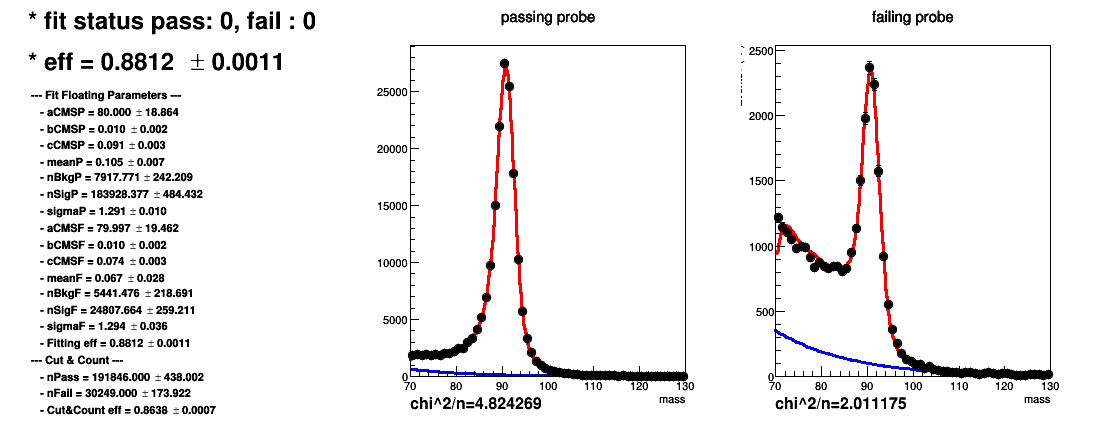 * fit status pass: 0, fail : 0
* eff = 0.8812 ± 0.0011
--- Fit Floating Parameters ---
- aCMSP = 80.000 ± 18.864
- bCMSP = 0.010 ± 0.002
- cCMSP = 0.091 ± 0.003
- meanP = 0.105 ± 0.007
- nBkgP = 7917.771 ± 242.209
- nSigP = 183928.377 ± 484.432
- sigmaP = 1.291 ± 0.010
- aCMSF = 79.997 ± 19.462
- bCMSF = 0.010 ± 0.002
- cCMSF = 0.074 ± 0.003
- meanF = 0.067 ± 0.028
- nBkgF = 5441.476 ± 218.691
- nSigF = 24807.664 ± 259.211
- sigmaF = 1.294 ± 0.036
- Fitting eff = 0.8812 ± 0.0011
--- Cut & Count ---
- nPass = 191846.000 ± 438.002
- nFail = 30249.000 ± 173.922
- Cut&Count eff = 0.8638 ± 0.0007
passing probe
25000
20000
15000
10000
5000
0
70 80 90 100 110 120 130
mass
chi^2/n=4.824269
failing probe
2500
2000
1500
1000
500
0
70 80 90 100 110 120 130
mass
chi^2/n=2.011175